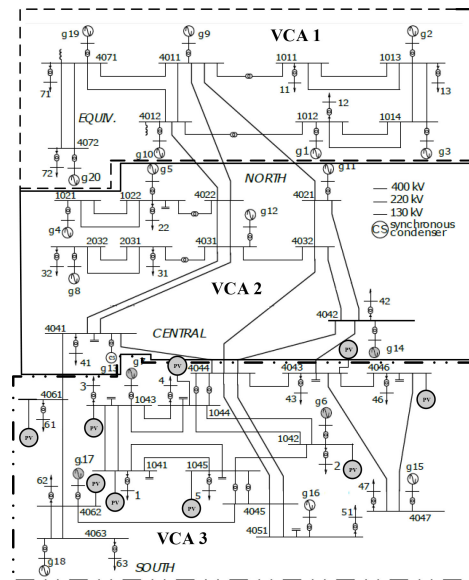 g19
g9
VCA 1
g2
4071
4011
1011
1013
71
11
13
12
EQUIV.
4012
1012
1014
4072
g10
g1
g3
72
g20
g5
NORTH
g11
1021
1022
4022
4021
400 kV
220 kV
130 kV
CS synchronous
condenser
g4
22
g12
2032
2031
4031
4032
32
g8
31
VCA 2
42
4041
CENTRAL
4042
PV
g14
41
g13
PV
4061
3
4
4044
4043
4046
PV
61
PV
1043
1044
43
46
PV
g6
PV
g17
1042
62
1041
1045
2
PV
g15
PV
1
5
47
4062
PV
PV
4045
g16
51
4047
4063
VCA 3
4051
g18
63
SOUTH